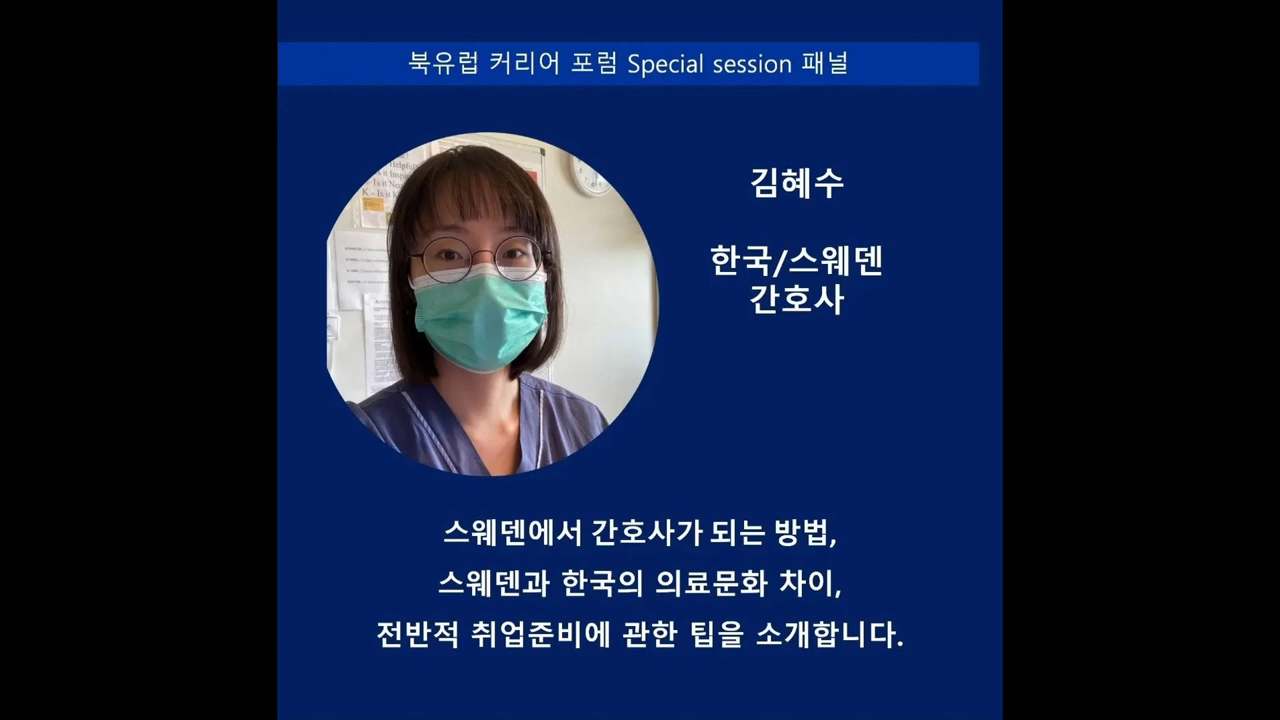 북유럽 커리어 포럼 Special session 패널
Helpful?
김혜수
한국/스웨덴
간호사
스웨덴에서 간호사가 되는 방법,
스웨덴과 한국의 의료문화 차이,
전반적 취업준비에 관한 팁을 소개합니다.